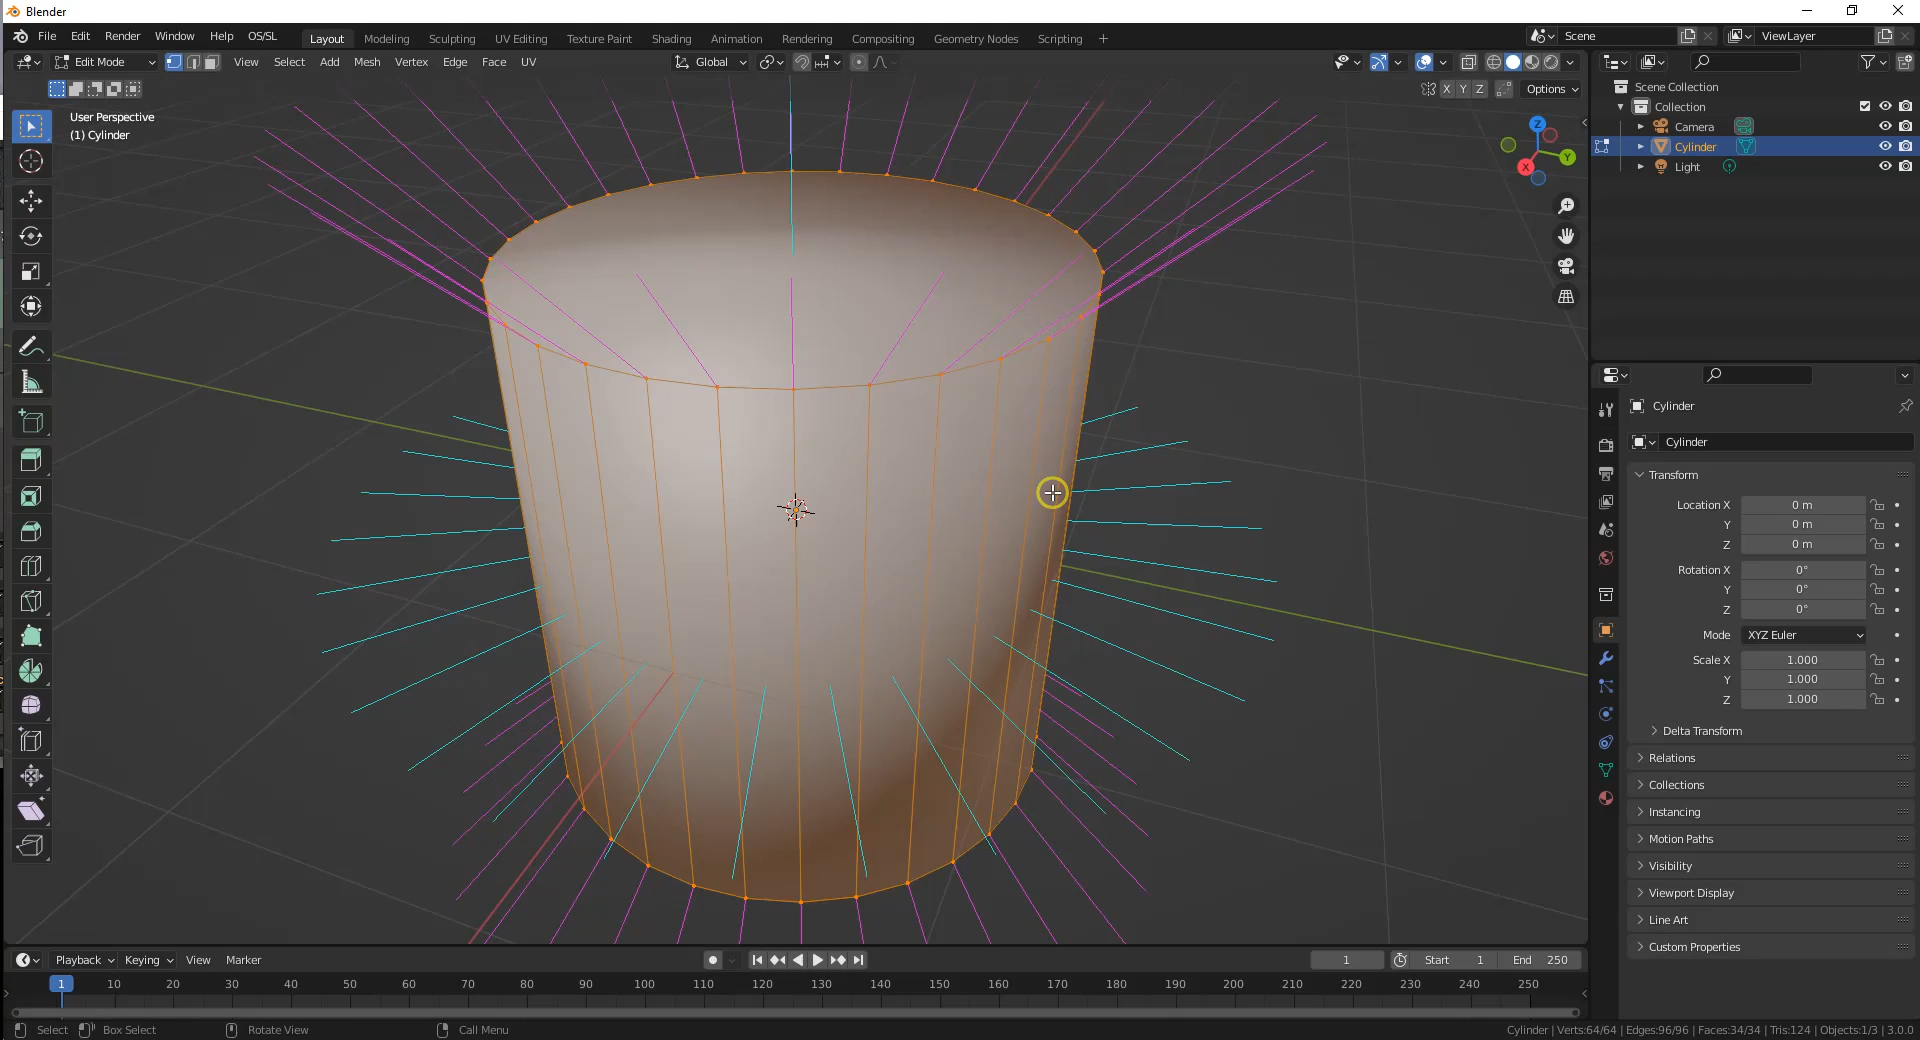 Blender
File Edit Render Window Help OS/SL Layout Modeling Sculpting UV Editing Texture Paint Shading Animation Rendering Compositing Geometry Nodes Scripting + Scene ViewLayer
Edit Mode View Select Add Mesh Vertex Edge Face UV Global
X Y Z Options
User Perspective
(1) Cylinder
Z
Y
X
Scene Collection
Collection
Camera
Cylinder
Light
Cylinder
Cylinder
Transform
Location X 0 m
Y 0 m
Z 0 m
Rotation X 0°
Y 0°
Z 0°
Mode XYZ Euler
Scale X 1.000
Y 1.000
Z 1.000
Delta Transform
Relations
Collections
Instancing
Motion Paths
Visibility
Viewport Display
Line Art
Custom Properties
Playback Keying View Marker 1 Start 1 End 250
1 10 20 30 40 50 60 70 80 90 100 110 120 130 140 150 160 170 180 190 200 210 220 230 240 250
Select Box Select Rotate View Call Menu Cylinder | Verts:64/64 | Edges:96/96 | Faces:34/34 | Tris:124 | Objects:1/3 | 3.0.0